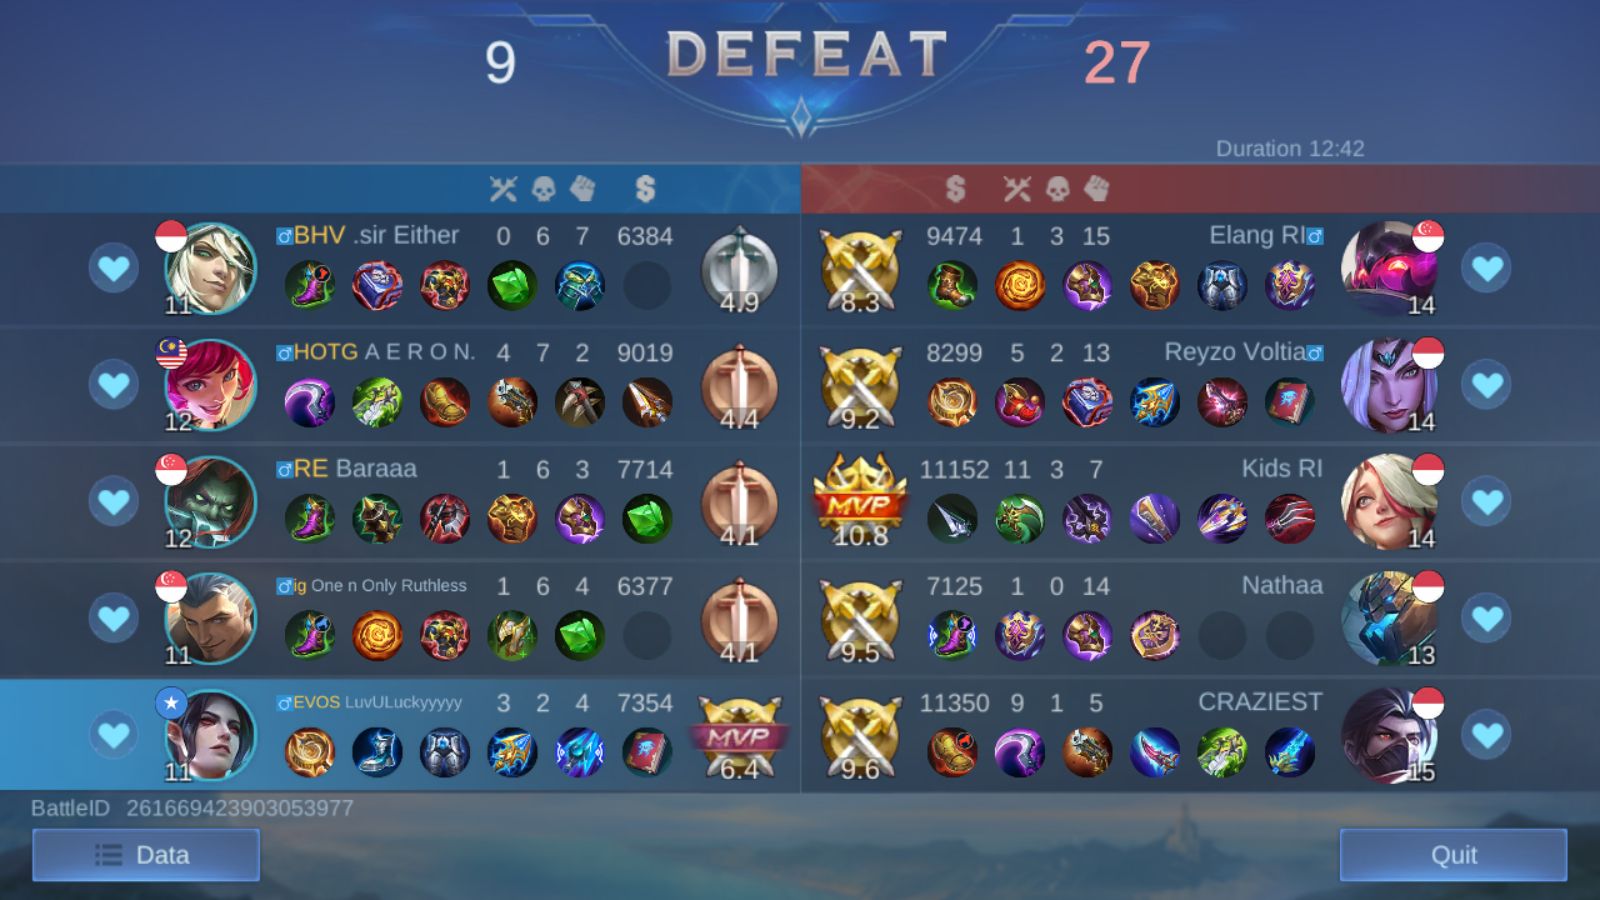 9 DEFEAT 27
Duration 12:42
BHV .sir Either 0 6 7 6384
11 4.9
9474 1 3 15 Elang RI
8.3 14
HOTG A E R O N. 4 7 2 9019
12 4.4
8299 5 2 13 Reyzo Voltia
9.2 14
RE Baraaa 1 6 3 7714
12 4.1
11152 11 3 7 Kids RI
MVP
10.8 14
ig One n Only Ruthless 1 6 4 6377
11 4.1
7125 1 0 14 Nathaa
9.5 13
EVOS LuvULuckyyyyy 3 2 4 7354
MVP
11 6.4
11350 9 1 5 CRAZIEST
9.6 15
BattleID 261669423903053977
Data
Quit